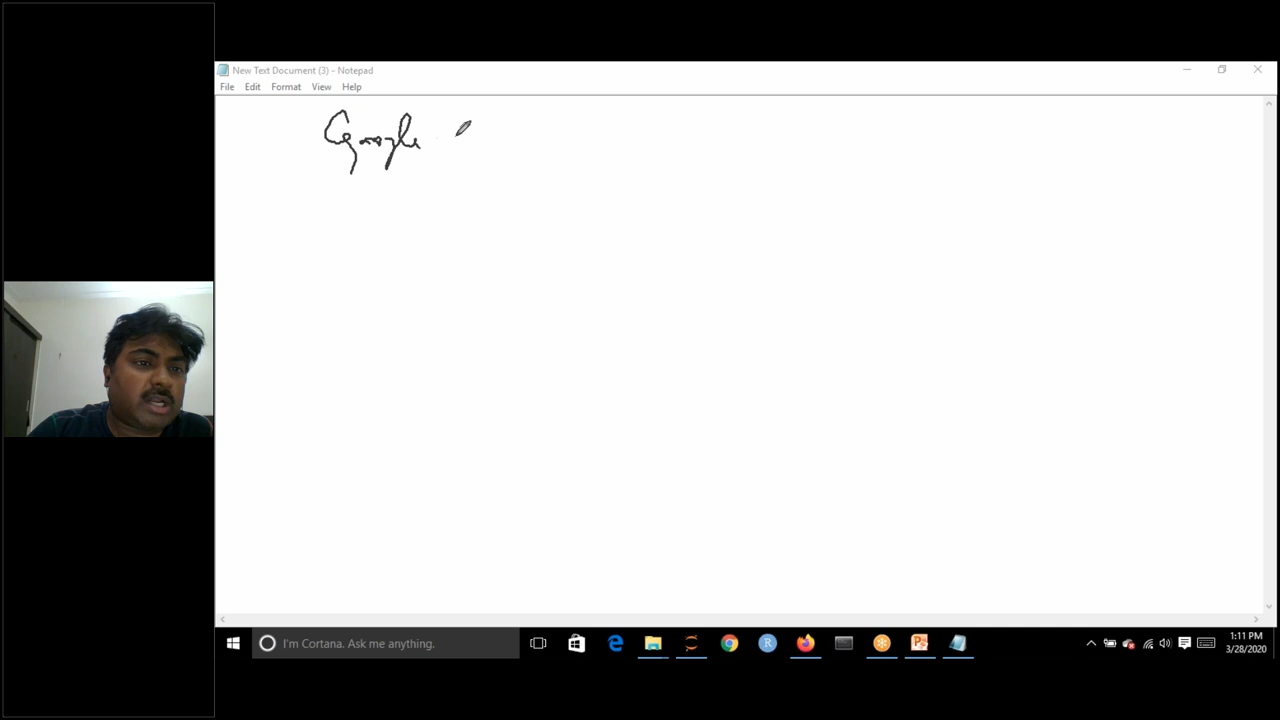 New Text Document (3) - Notepad
File Edit Format View Help
Google
I'm Cortana. Ask me anything.
1:11 PM
3/28/2020